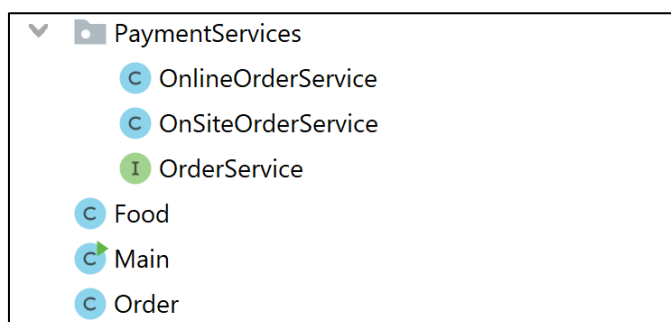 PaymentServices
C OnlineOrderService
C OnSiteOrderService
I OrderService
C Food
C Main
C Order